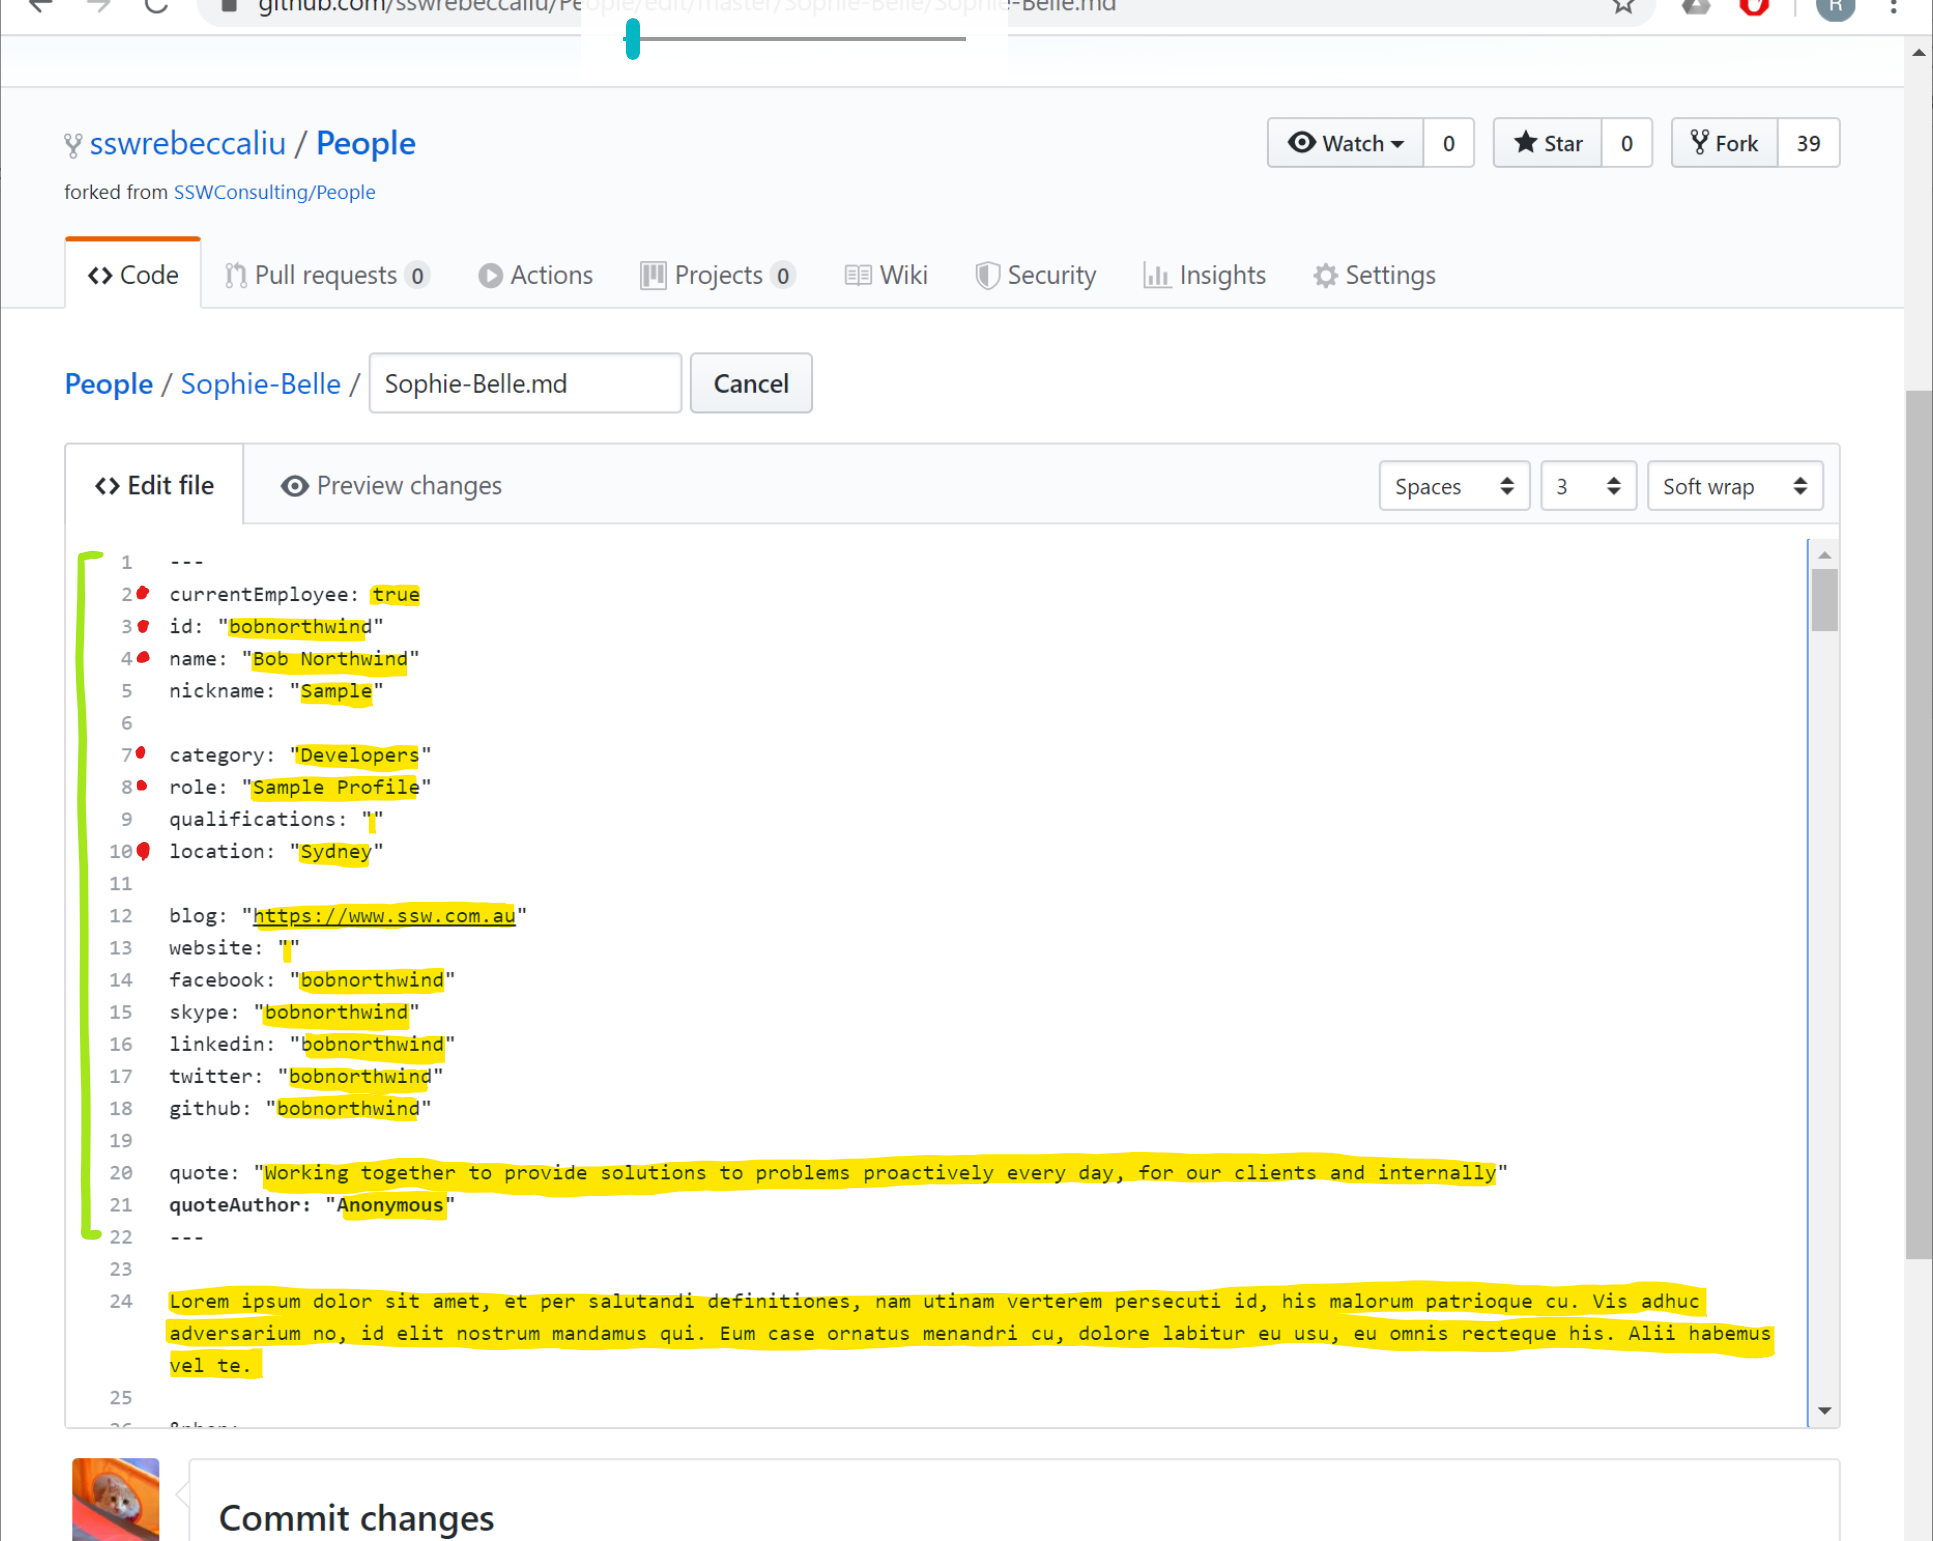 github.com/sswrebeccaliu/People/edit/master/Sophie-Belle/Sophie-Belle.md
R
sswrebeccaliu / People
Watch 0 Star 0 Fork 39
forked from SSWConsulting/People
Code Pull requests 0 Actions Projects 0 Wiki Security Insights Settings
People / Sophie-Belle / Sophie-Belle.md Cancel
Edit file Preview changes Spaces 3 Soft wrap
1 ---
2 currentEmployee: true
3 id: "bobnorthwind"
4 name: "Bob Northwind"
5 nickname: "Sample"
6
7 category: "Developers"
8 role: "Sample Profile"
9 qualifications: ""
10 location: "Sydney"
11
12 blog: "https://www.ssw.com.au"
13 website: ""
14 facebook: "bobnorthwind"
15 skype: "bobnorthwind"
16 linkedin: "bobnorthwind"
17 twitter: "bobnorthwind"
18 github: "bobnorthwind"
19
20 quote: "Working together to provide solutions to problems proactively every day, for our clients and internally"
21 quoteAuthor: "Anonymous"
22 ---
23
24 Lorem ipsum dolor sit amet, et per salutandi definitiones, nam utinam verterem persecuti id, his malorum patrioque cu. Vis adhuc
adversarium no, id elit nostrum mandamus qui. Eum case ornatus menandri cu, dolore labitur eu usu, eu omnis recteque his. Alii habemus
vel te.
25
Commit changes